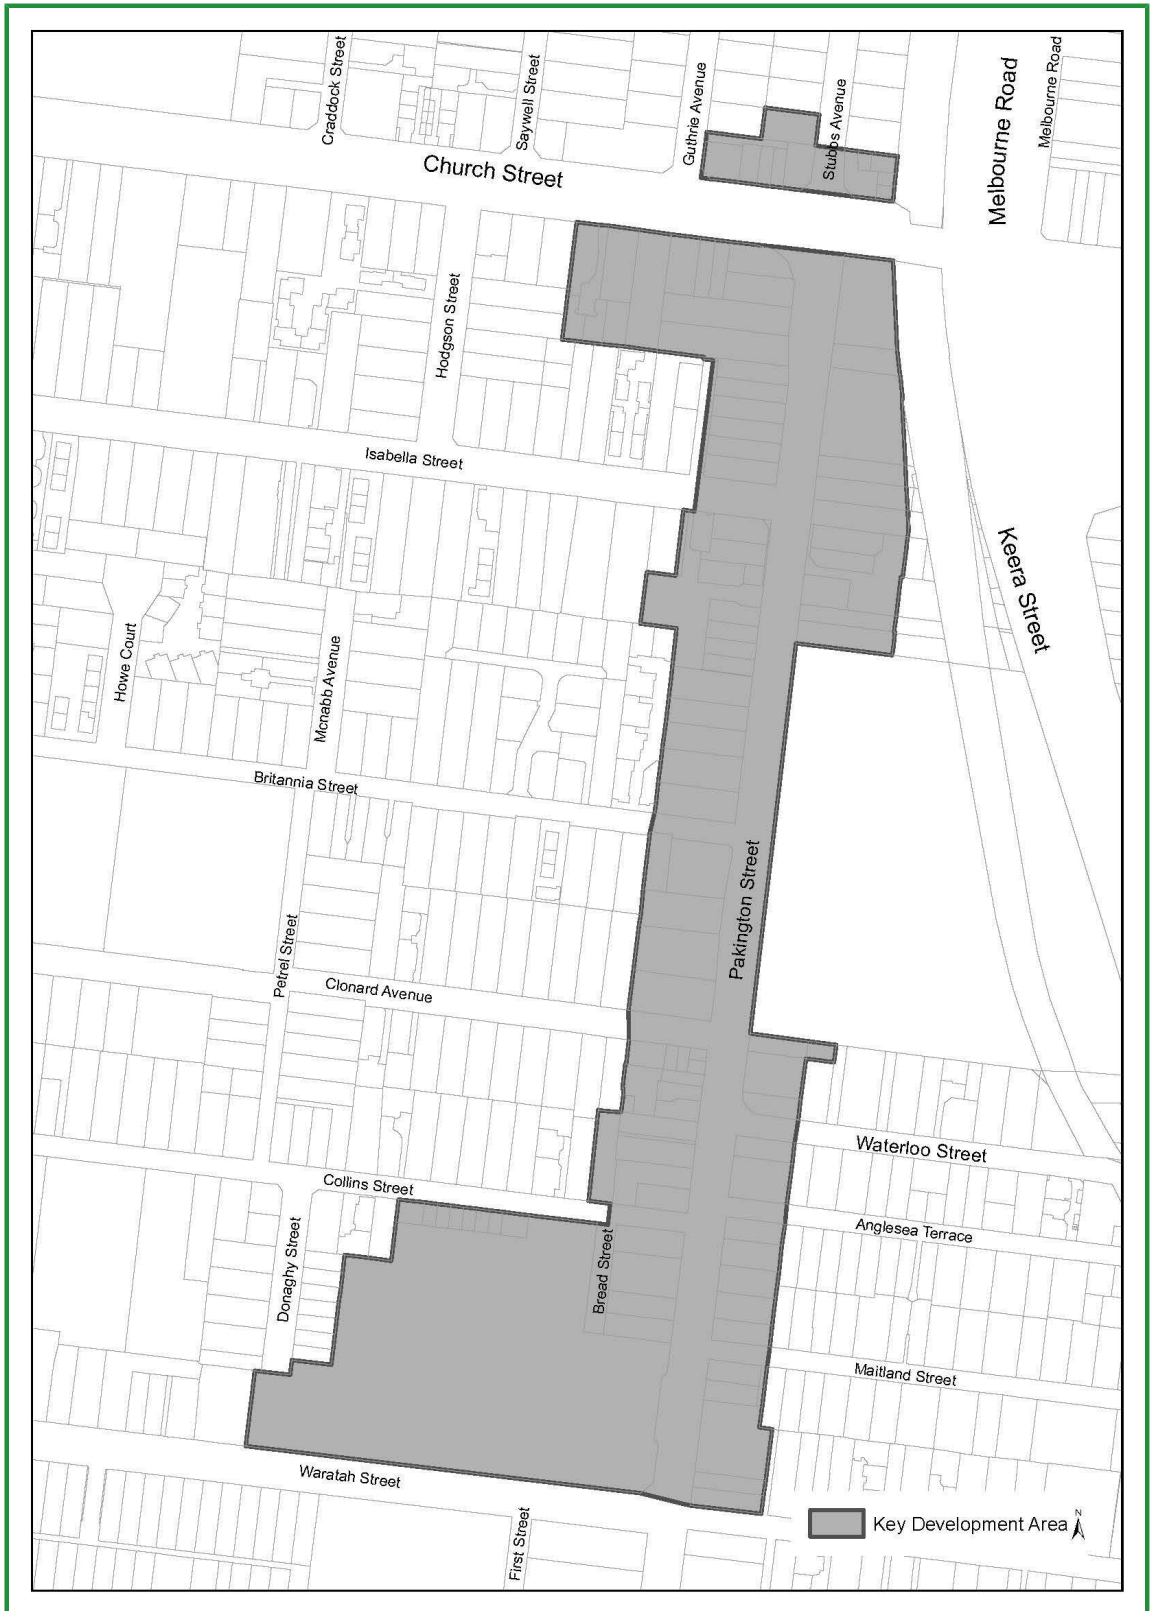 Craddock Street
Saywell Street
Guthrie Avenue
Stubbs Avenue
Melbourne Road
Melbourne Road
Church Street
Hodgson Street
Isabella Street
Keera Street
Howe Court
Mcnabb Avenue
Britannia Street
Pakington Street
Petrel Street
Clonard Avenue
Waterloo Street
Collins Street
Anglesea Terrace
Donaghy Street
Bread Street
Maitland Street
Waratah Street
First Street
Key Development Area
N